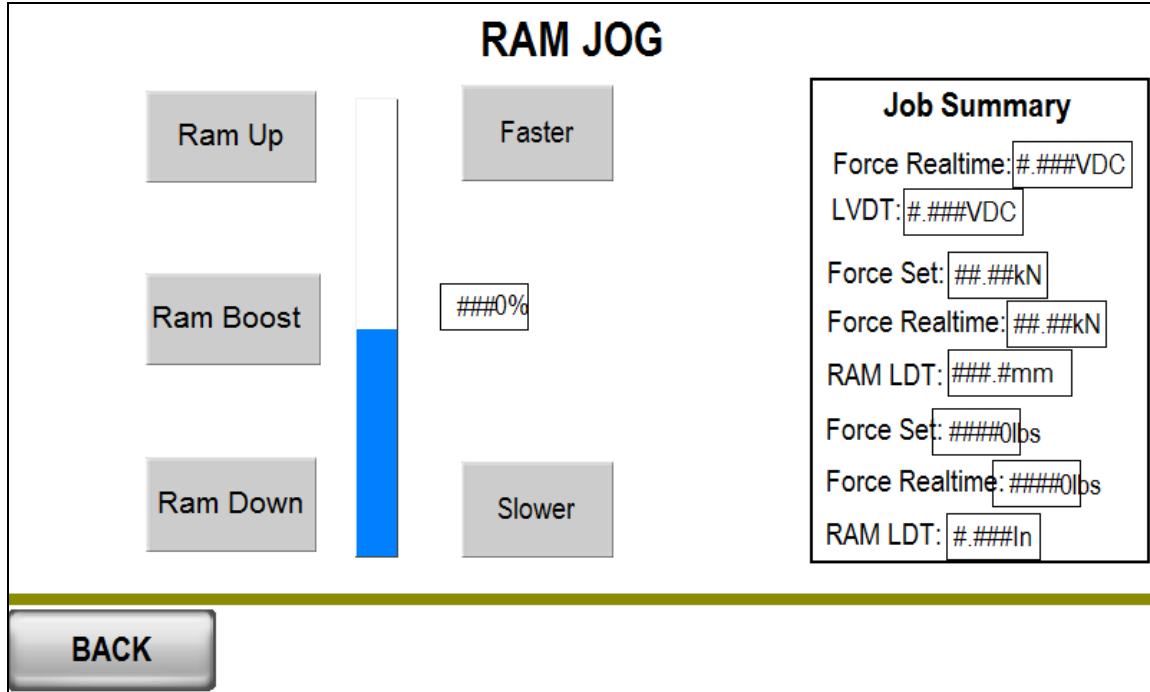 RAM JOG
Ram Up
Faster
Ram Boost
###0%
Ram Down
Slower
Job Summary
Force Realtime: #.###VDC
LVDT: #.###VDC
Force Set: ##.##kN
Force Realtime: ##.##kN
RAM LDT: ###.#mm
Force Set: ####0lbs
Force Realtime: ####0lbs
RAM LDT: #.###In
BACK